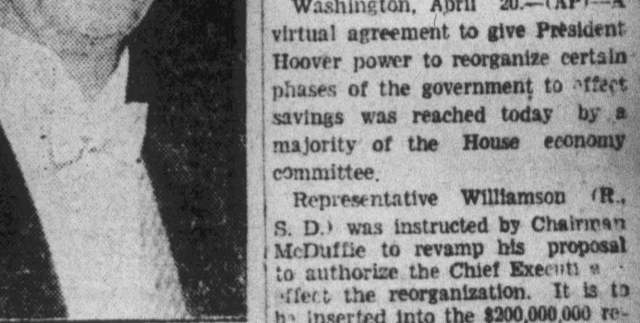 Washington, April 20.—(AP)—A
virtual agreement to give President
Hoover power to reorganize certain
phases of the government to effect
savings was reached today by a
majority of the House economy
committee.
Representative Williamson (R.,
S. D.) was instructed by Chairman
McDuffie to revamp his proposal
to authorize the Chief Executi e
effect the reorganization. It is to
be inserted into the $200,000,000 re-